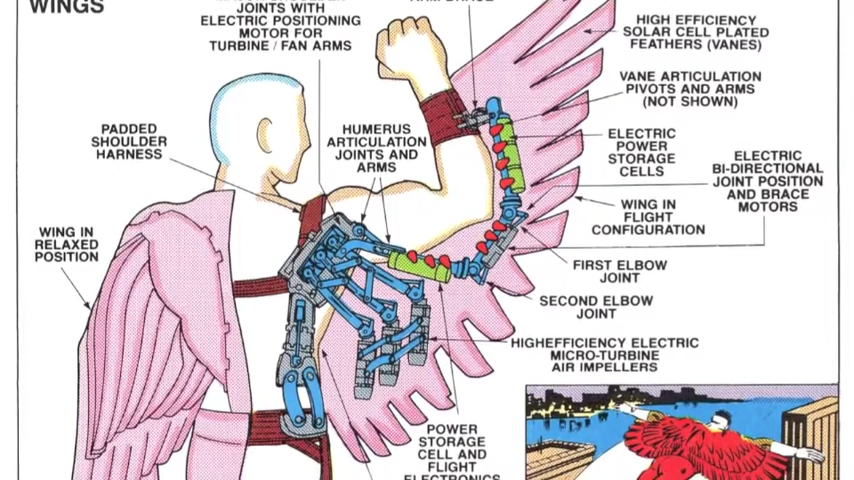 WINGS
JOINTS WITH
ELECTRIC POSITIONING
MOTOR FOR
TURBINE / FAN ARMS
HIGH EFFICIENCY
SOLAR CELL PLATED
FEATHERS (VANES)
VANE ARTICULATION
PIVOTS AND ARMS
(NOT SHOWN)
PADDED
SHOULDER
HARNESS
HUMERUS
ARTICULATION
JOINTS AND
ARMS
ELECTRIC
POWER
STORAGE
CELLS
ELECTRIC
BI-DIRECTIONAL
JOINT POSITION
AND BRACE
MOTORS
WING IN
FLIGHT
CONFIGURATION
WING IN
RELAXED
POSITION
FIRST ELBOW
JOINT
SECOND ELBOW
JOINT
HIGHEFFICIENCY ELECTRIC
MICRO-TURBINE
AIR IMPELLERS
POWER
STORAGE
CELL AND
FLIGHT
ELECTRONICS